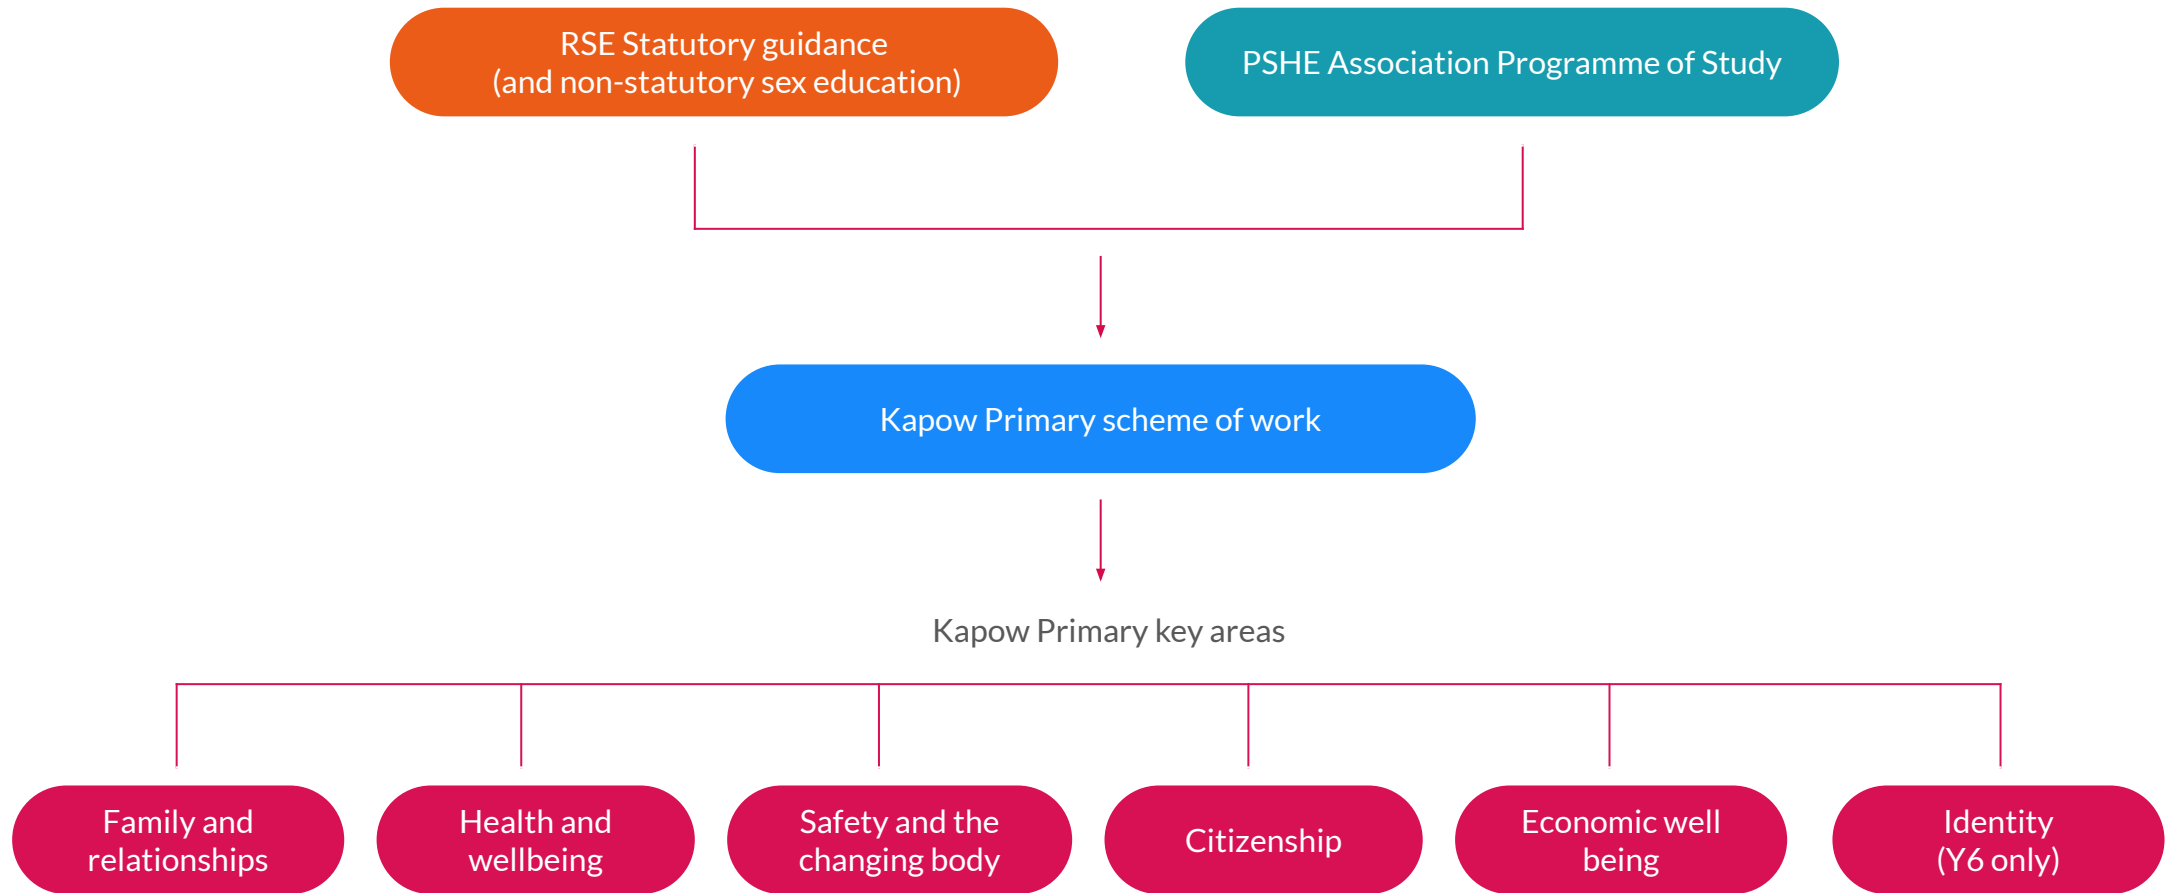 RSE Statutory guidance
(and non-statutory sex education)
PSHE Association Programme of Study
Kapow Primary scheme of work
Kapow Primary key areas
Family and
relationships
Health and
wellbeing
Safety and the
changing body
Citizenship
Economic well
being
Identity
(Y6 only)